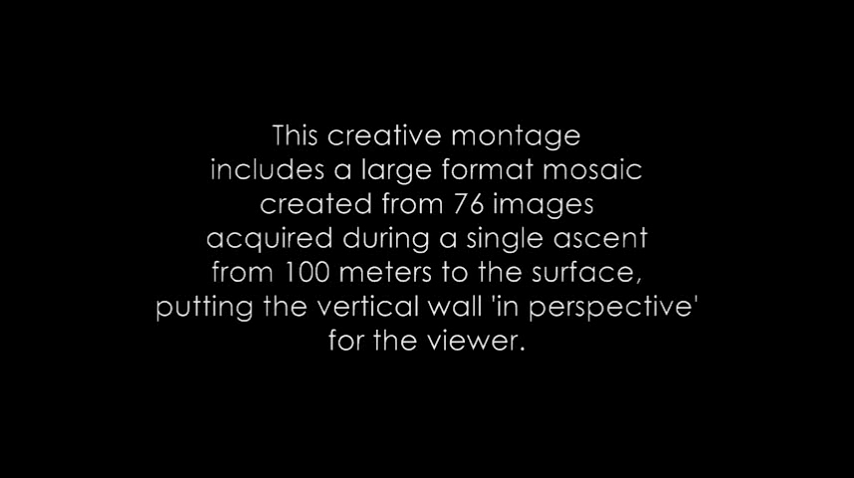 This creative montage
includes a large format mosaic
created from 76 images
acquired during a single ascent
from 100 meters to the surface,
putting the vertical wall 'in perspective'
for the viewer.